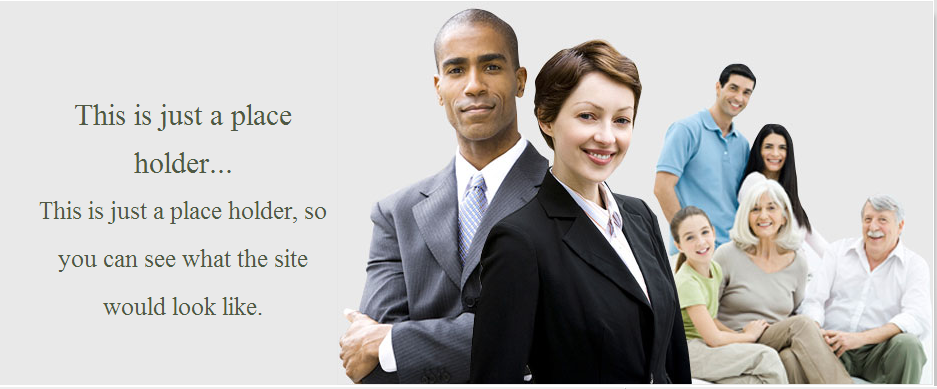 This is just a place
holder...
This is just a place holder, so
you can see what the site
would look like.